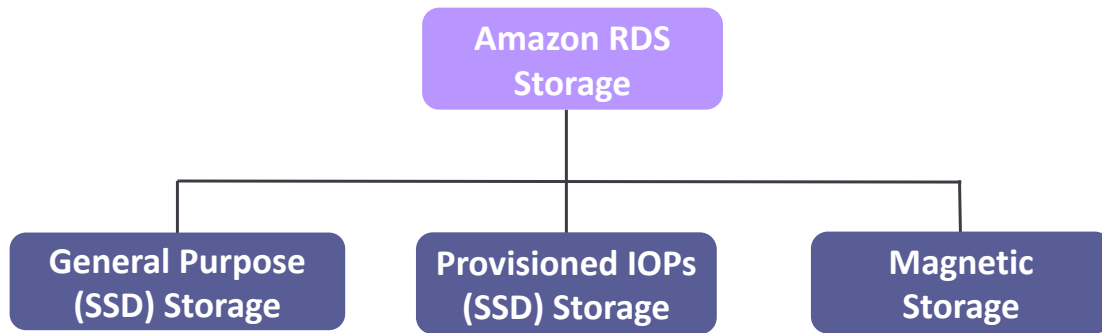 Amazon RDS
Storage
General Purpose
(SSD) Storage
Provisioned IOPs
(SSD) Storage
Magnetic
Storage